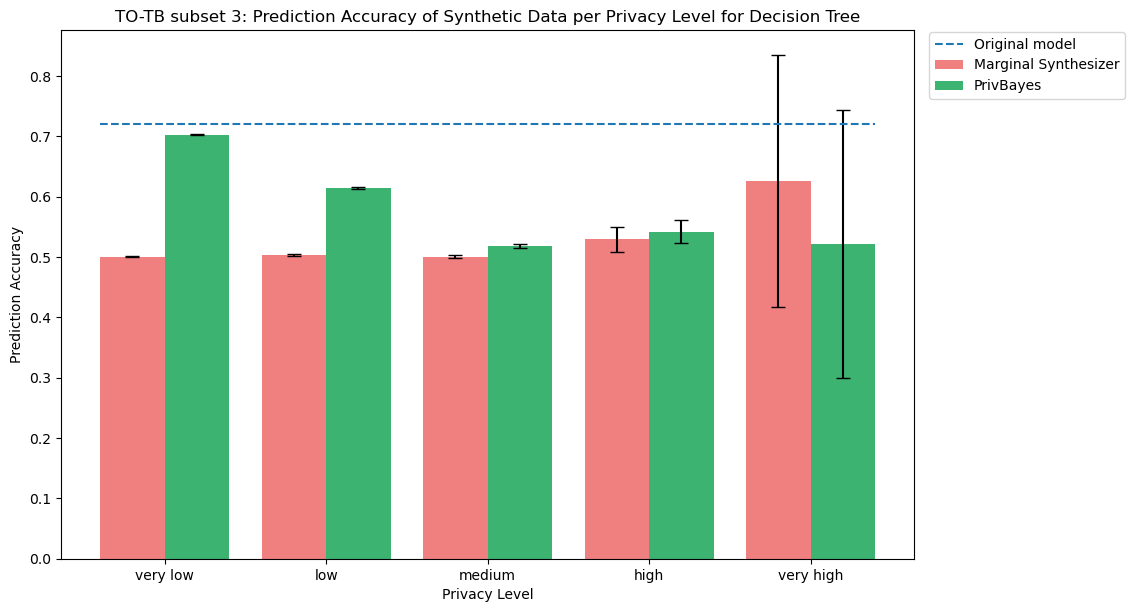 TO-TB subset 3: Prediction Accuracy of Synthetic Data per Privacy Level for Decision Tree
Original model
Marginal Synthesizer
PrivBayes
Prediction Accuracy
0.8
0.7
0.6
0.5
0.4
0.3
0.2
0.1
0.0
very low
low
medium
high
very high
Privacy Level